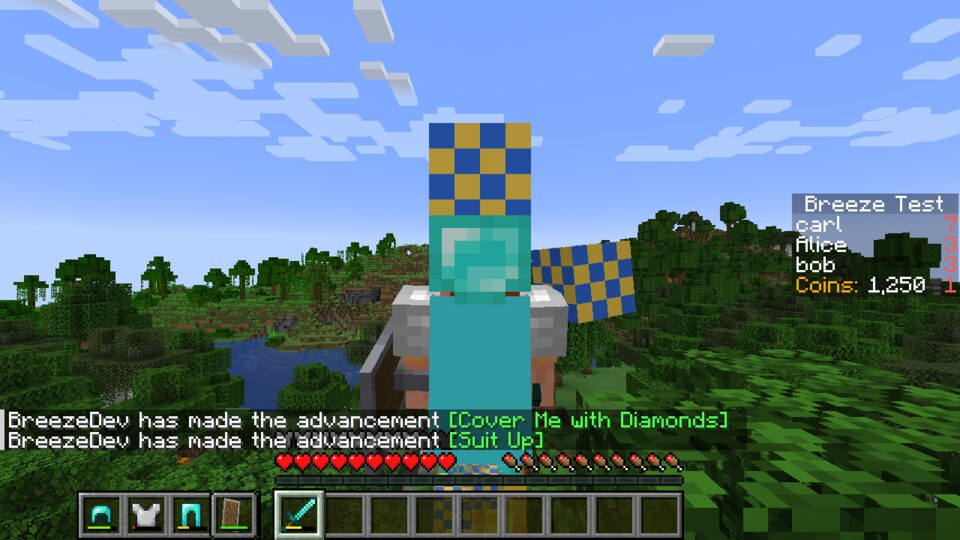 Breeze Test
carl 7
Alice 3
bob
Coins: 1,250 1
BreezeDev has made the advancement [Cover Me with Diamonds]
BreezeDev has made the advancement [Suit Up]